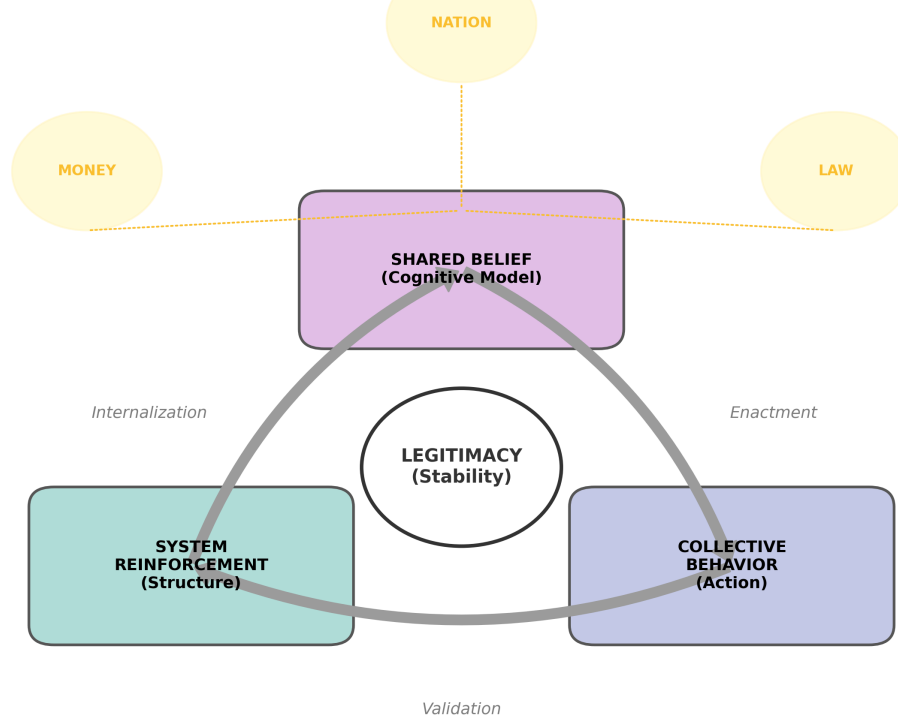 NATION
MONEY
LAW
SHARED BELIEF
(Cognitive Model)
Internalization
Enactment
LEGITIMACY
(Stability)
SYSTEM
REINFORCEMENT
(Structure)
COLLECTIVE
BEHAVIOR
(Action)
Validation